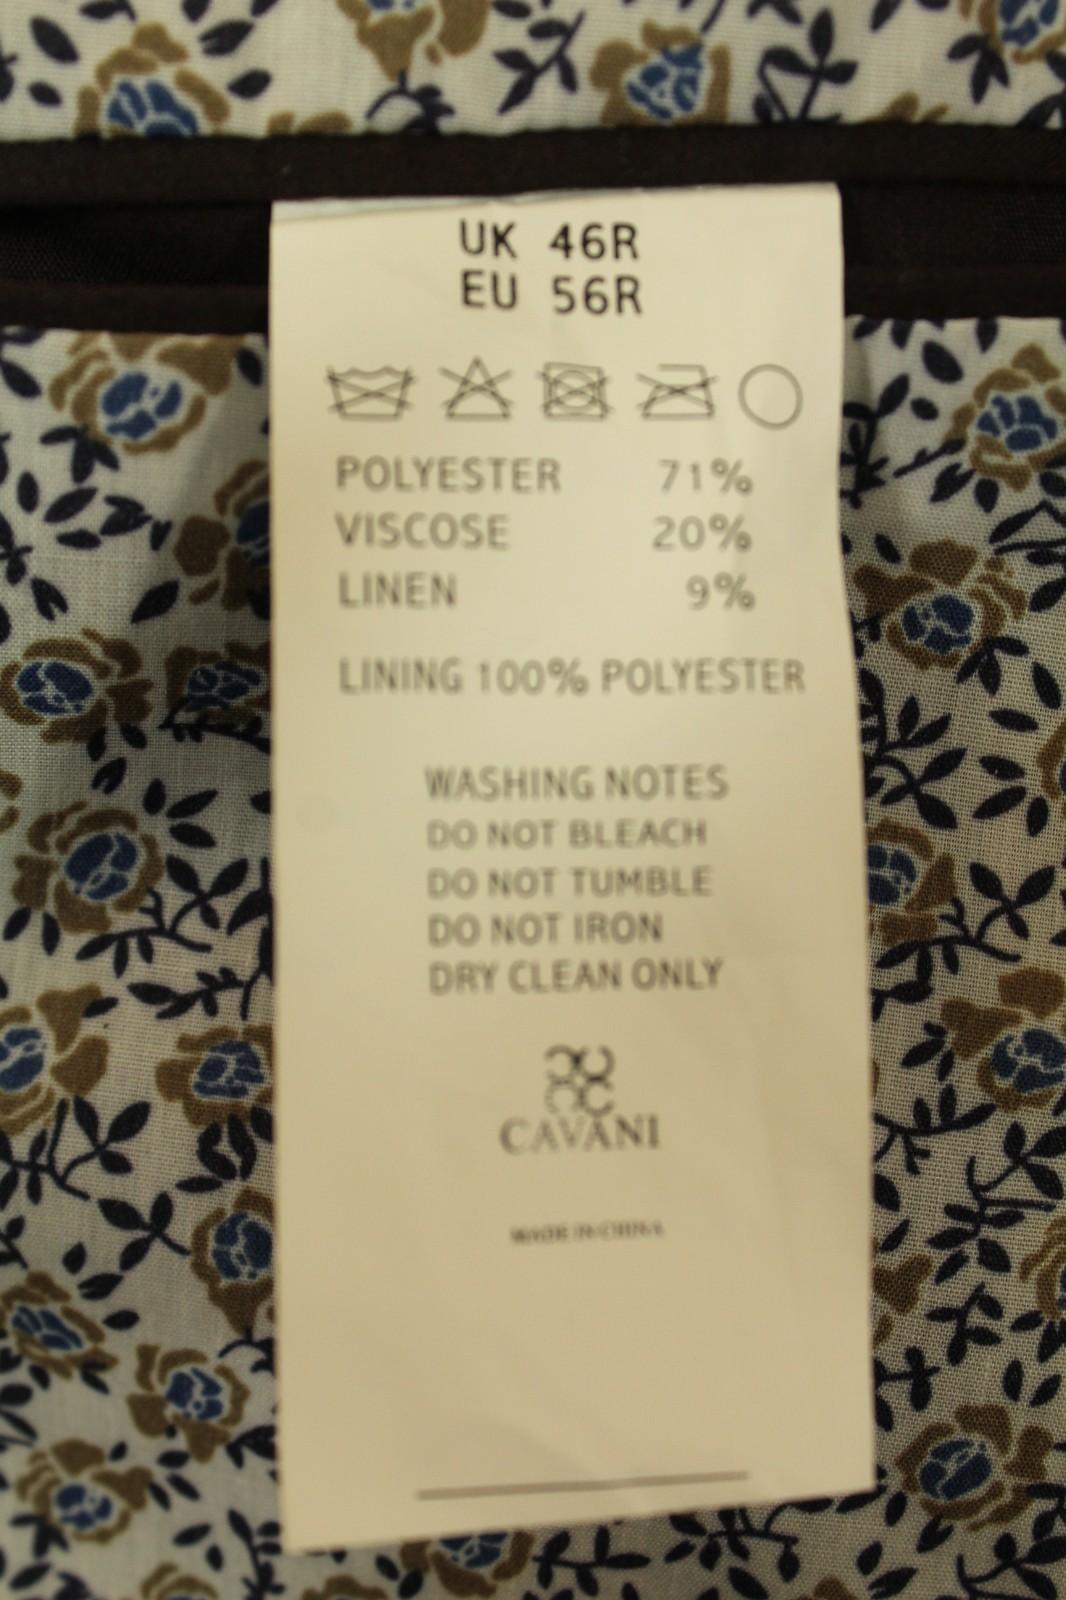 UK 46R
EU 56R
POLYESTER 71%
VISCOSE 20%
LINEN 9%
LINING 100% POLYESTER
WASHING NOTES
DO NOT BLEACH
DO NOT TUMBLE
DO NOT IRON
DRY CLEAN ONLY
CAVANI
MADE IN CHINA